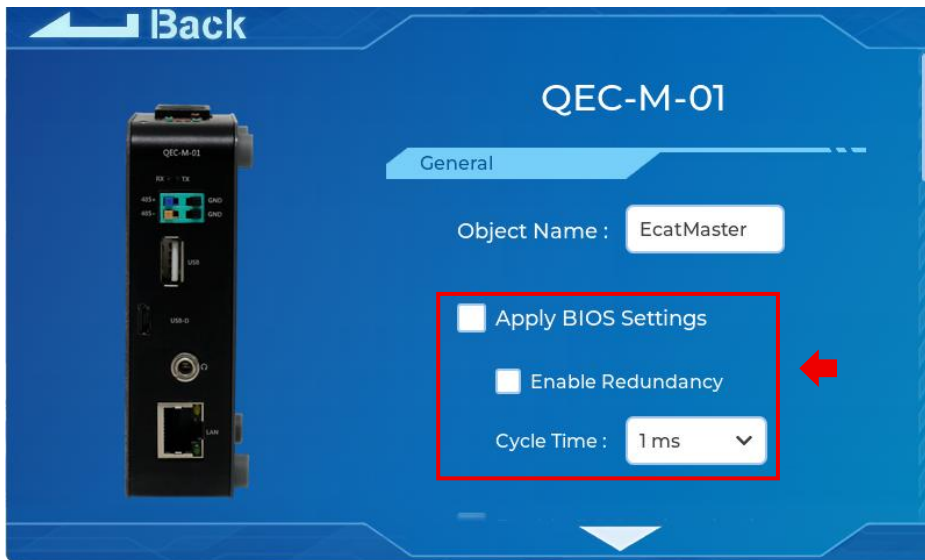 Back
QEC-M-01
General
Object Name : EcatMaster
Apply BIOS Settings
Enable Redundancy
Cycle Time : 1 ms
QEC-M-01
RX TX
485+ GND
485- GND
USB
USB-D
LAN